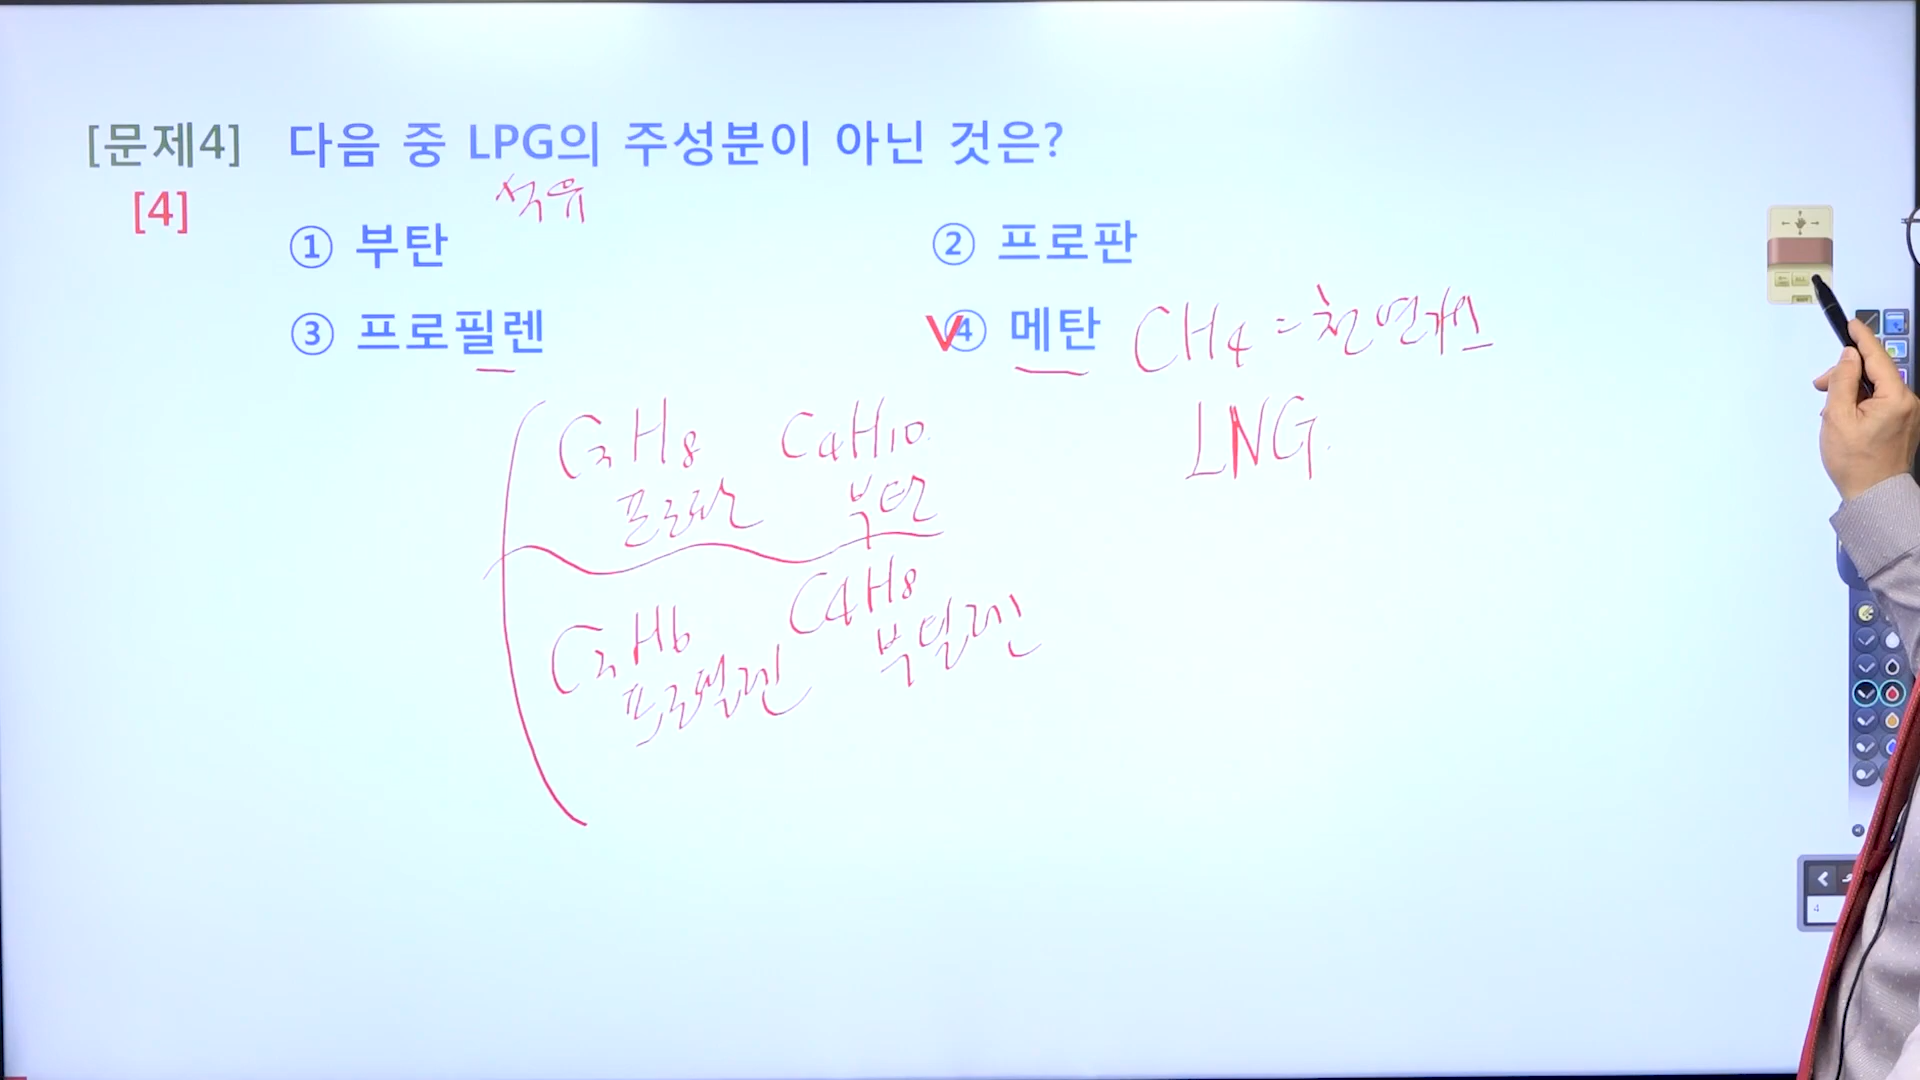 [문제4] 다음 중 LPG의 주성분이 아닌 것은?
[4]
석유
① 부탄
② 프로판
③ 프로필렌
V④ 메탄 CH4 = 천연개스
LNG.
C3H8 C4H10
프로판 부탄
C3H6 C4H8
프로필렌 부틸렌
4